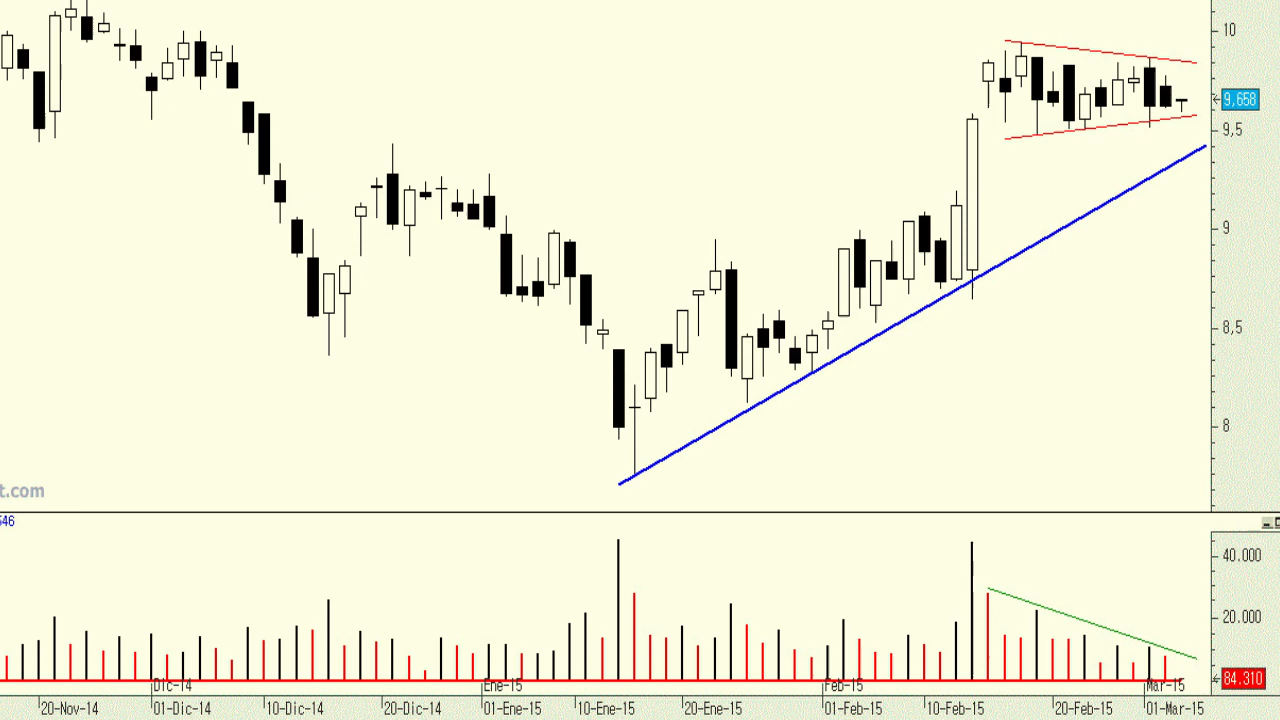 10
9,658
9,5
9
8,5
8
t.com
546
40.000
20.000
84.310
Dic-14
Ene-15
Feb-15
Mar-15
20-Nov-14
01-Dic-14
10-Dic-14
20-Dic-14
01-Ene-15
10-Ene-15
20-Ene-15
01-Feb-15
10-Feb-15
20-Feb-15
01-Mar-15